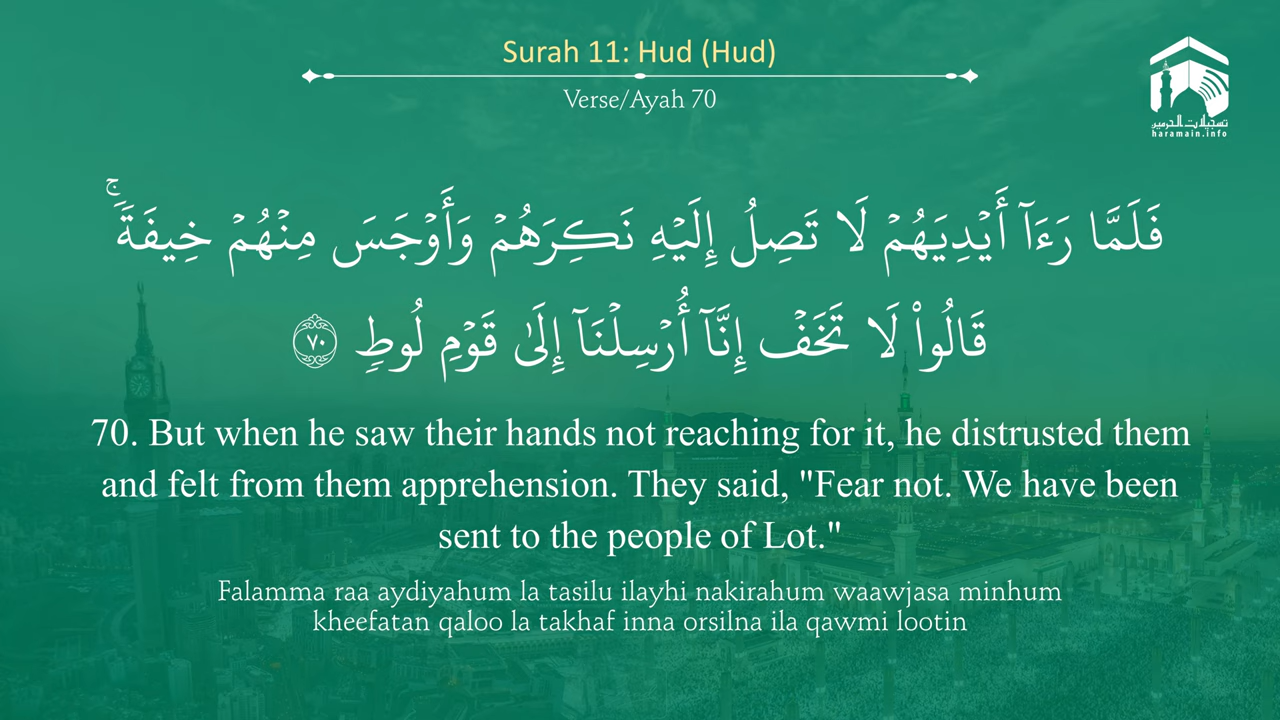 Surah 11: Hud (Hud)
Verse/Ayah 70
تسجيلات الحرمين
haramain.info
فَلَمَّا رَءَآ أَيْدِيَهُمْ لَا تَصِلُ إِلَيْهِ نَكِرَهُمْ وَأَوْجَسَ مِنْهُمْ خِيفَةً ۚ
قَالُوا۟ لَا تَخَفْ إِنَّآ أُرْسِلْنَآ إِلَىٰ قَوْمِ لُوطٍ ٧٠
70. But when he saw their hands not reaching for it, he distrusted them
and felt from them apprehension. They said, "Fear not. We have been
sent to the people of Lot."
Falamma raa aydiyahum la tasilu ilayhi nakirahum waawjasa minhum
kheefatan qaloo la takhaf inna orsilna ila qawmi lootin